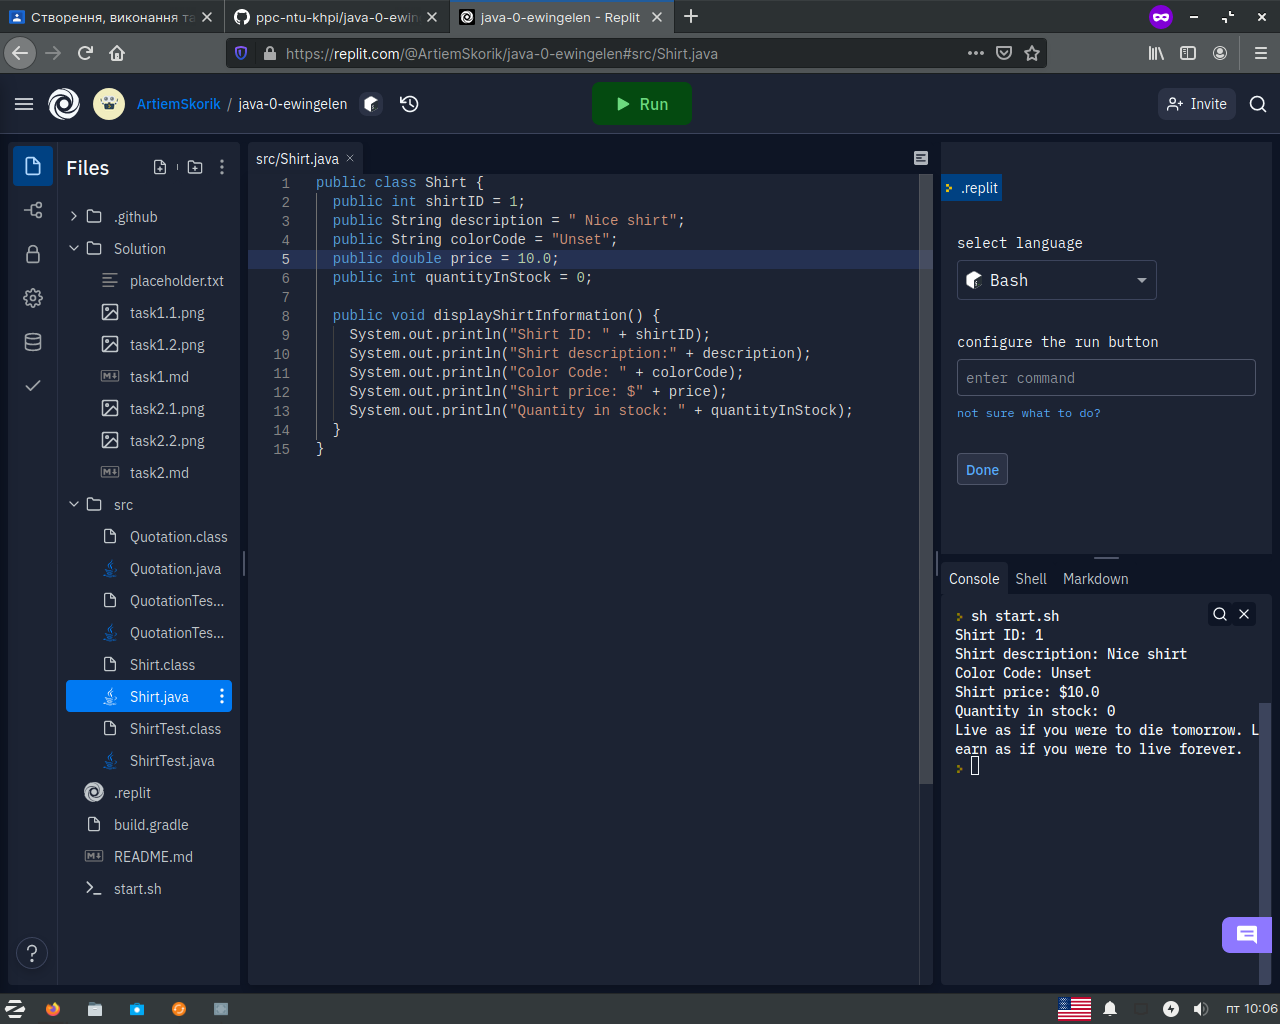 Створення, виконання та
ppc-ntu-khpi/java-0-ewin
java-0-ewingelen - Replit
https://replit.com/@ArtiemSkorik/java-0-ewingelen#src/Shirt.java
ArtiemSkorik / java-0-ewingelen
Run
Invite
Files
.github
Solution
placeholder.txt
task1.1.png
task1.2.png
task1.md
task2.1.png
task2.2.png
task2.md
src
Quotation.class
Quotation.java
QuotationTes...
QuotationTes...
Shirt.class
Shirt.java
ShirtTest.class
ShirtTest.java
.replit
build.gradle
README.md
start.sh
src/Shirt.java
1 public class Shirt {
2 public int shirtID = 1;
3 public String description = " Nice shirt";
4 public String colorCode = "Unset";
5 public double price = 10.0;
6 public int quantityInStock = 0;
7
8 public void displayShirtInformation() {
9 System.out.println("Shirt ID: " + shirtID);
10 System.out.println("Shirt description:" + description);
11 System.out.println("Color Code: " + colorCode);
12 System.out.println("Shirt price: $" + price);
13 System.out.println("Quantity in stock: " + quantityInStock);
14 }
15 }
.replit
select language
Bash
configure the run button
enter command
not sure what to do?
Done
Console Shell Markdown
sh start.sh
Shirt ID: 1
Shirt description: Nice shirt
Color Code: Unset
Shirt price: $10.0
Quantity in stock: 0
Live as if you were to die tomorrow. L
earn as if you were to live forever.
пт 10:06